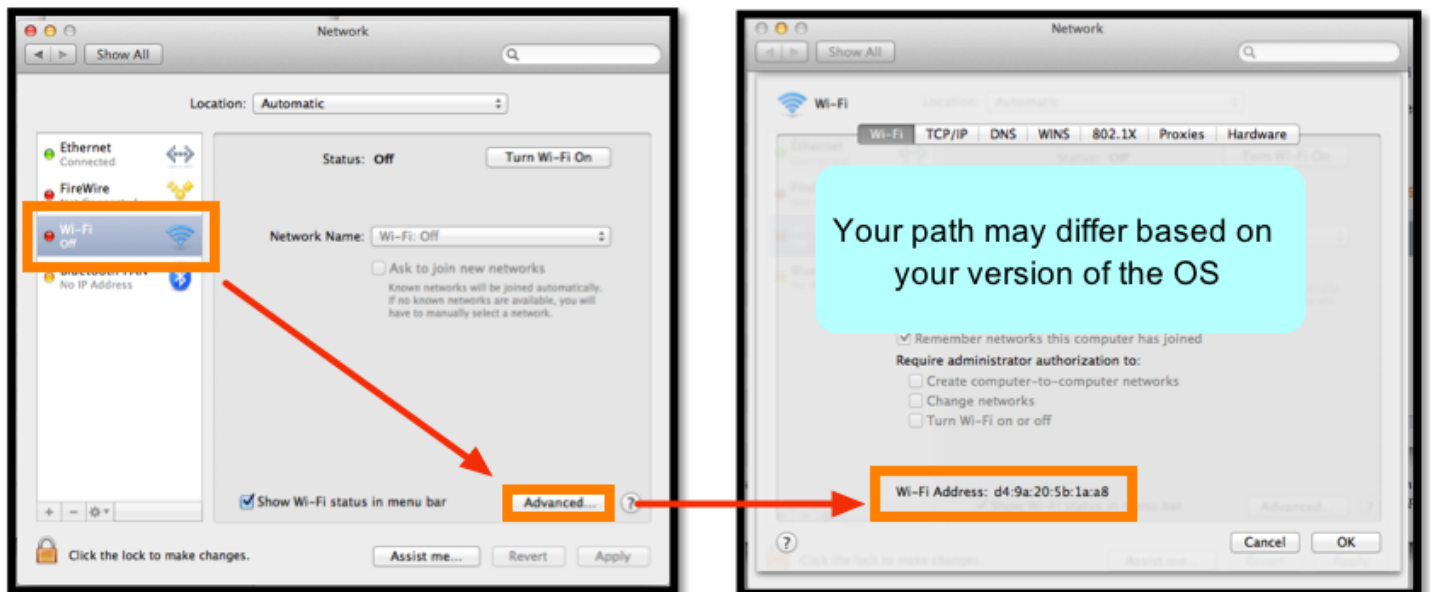 Network
Show All
Location: Automatic
Ethernet
Connected
FireWire
Not Connected
Wi-Fi
Off
Bluetooth PAN
No IP Address
Status: Off
Turn Wi-Fi On
Network Name: Wi-Fi: Off
Ask to join new networks
Known networks will be joined automatically.
If no known networks are available, you will
have to manually select a network.
Show Wi-Fi status in menu bar
Advanced...
?
Click the lock to make changes.
Assist me...
Revert
Apply
Network
Show All
Wi-Fi
Location: Automatic
Wi-Fi TCP/IP DNS WINS 802.1X Proxies Hardware
Your path may differ based on
your version of the OS
Remember networks this computer has joined
Require administrator authorization to:
Create computer-to-computer networks
Change networks
Turn Wi-Fi on or off
Wi-Fi Address: d4:9a:20:5b:1a:a8
?
Cancel
OK